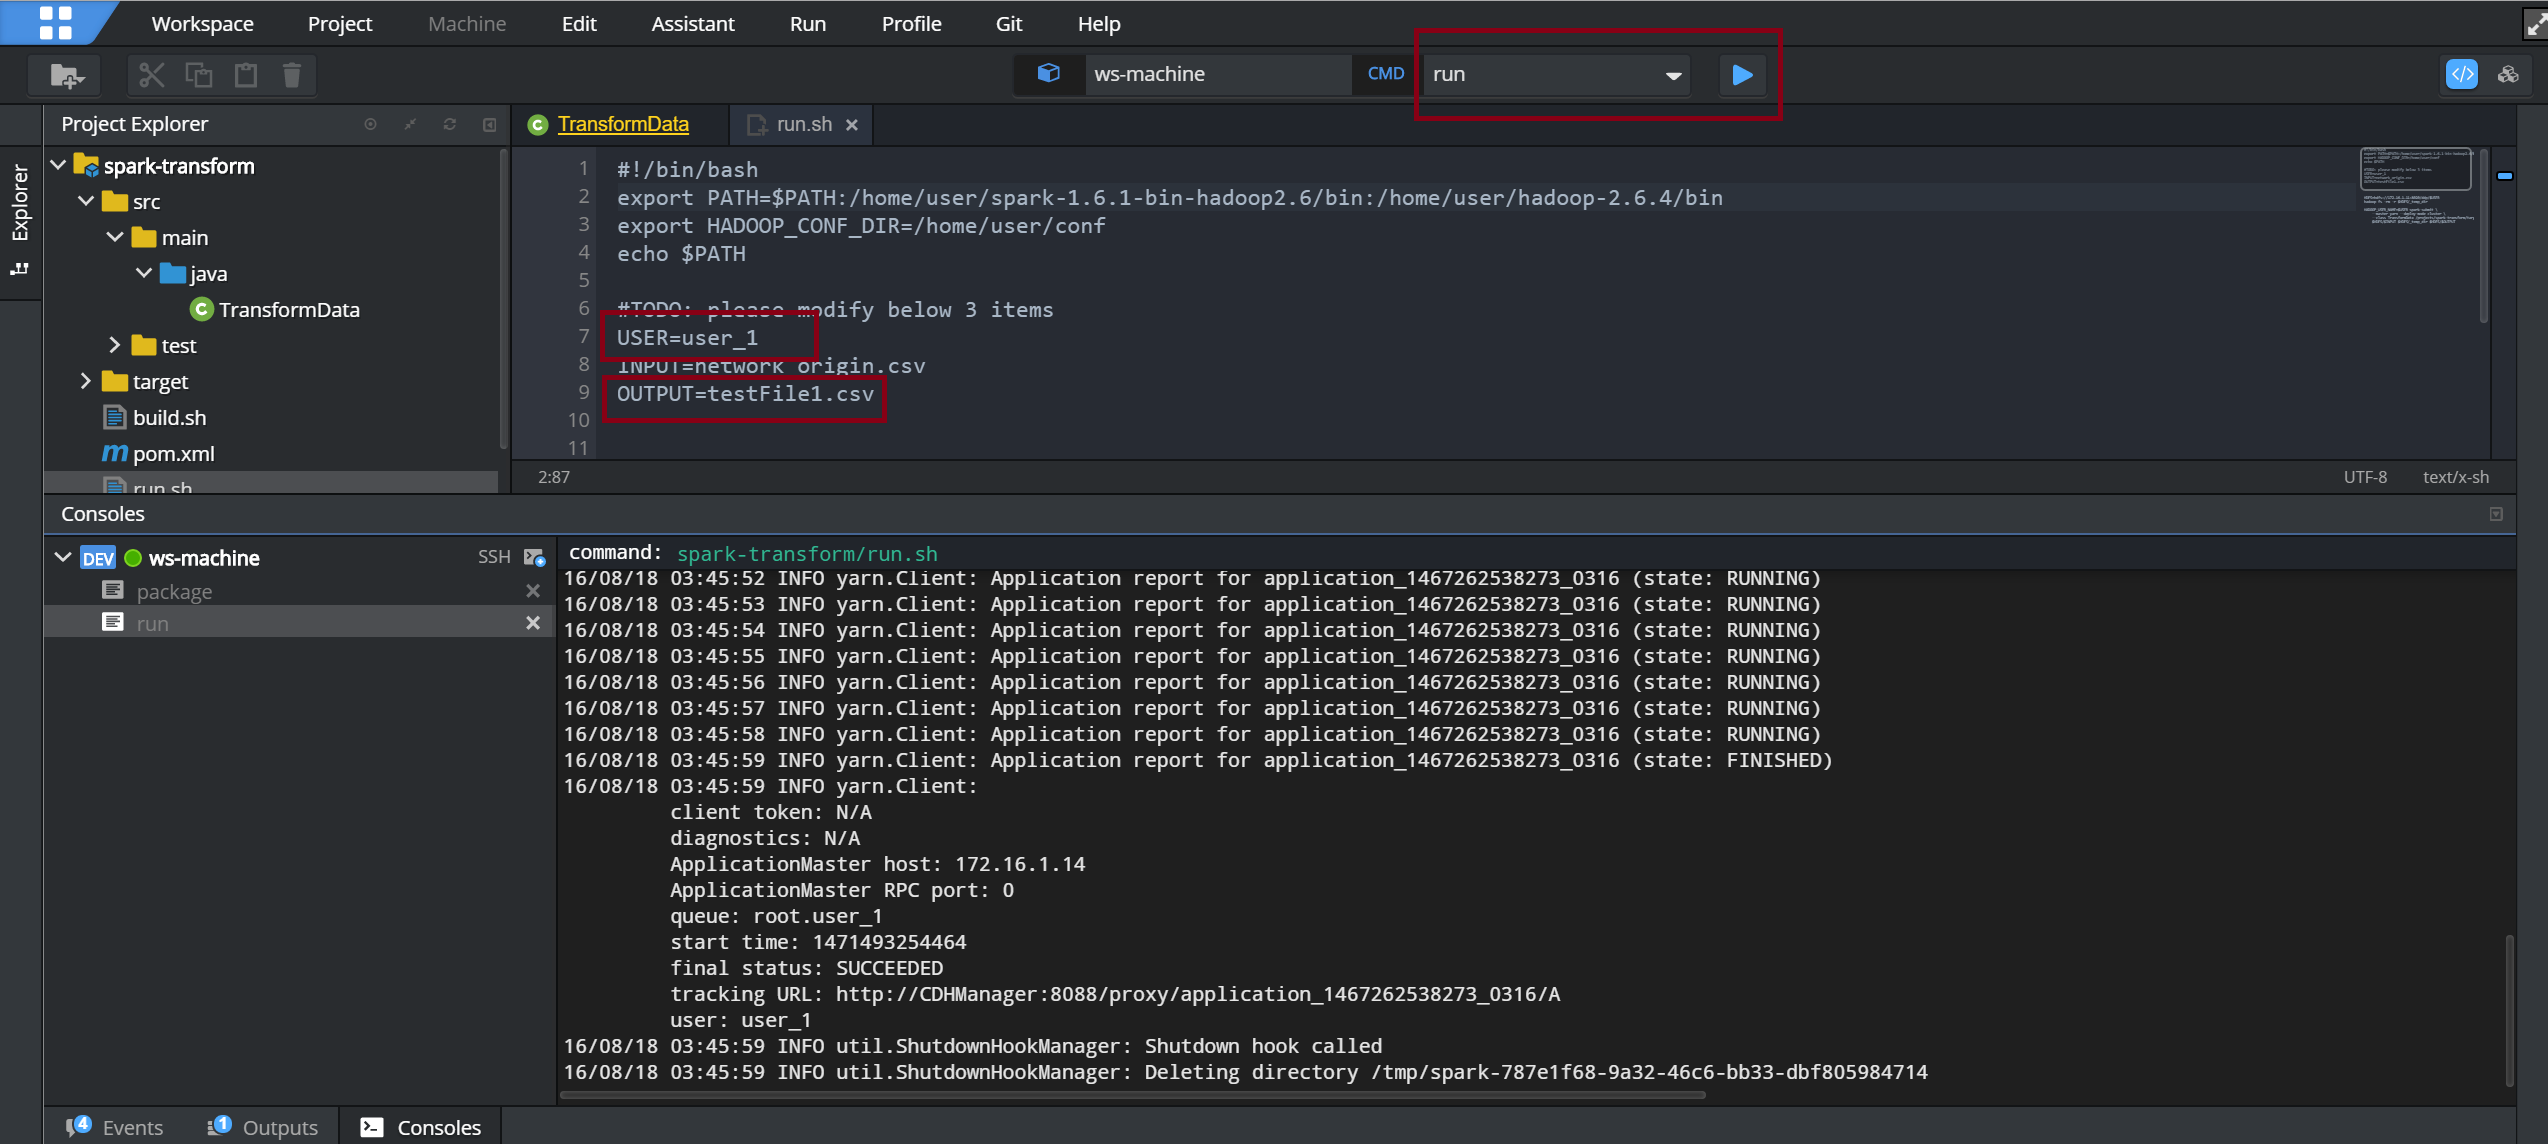 Workspace Project Machine Edit Assistant Run Profile Git Help
ws-machine CMD run
Explorer
Project Explorer
spark-transform
src
main
java
TransformData
test
target
build.sh
pom.xml
run.sh
TransformData run.sh
1 #!/bin/bash
2 export PATH=$PATH:/home/user/spark-1.6.1-bin-hadoop2.6/bin:/home/user/hadoop-2.6.4/bin
3 export HADOOP_CONF_DIR=/home/user/conf
4 echo $PATH
5
6 #TODO: please modify below 3 items
7 USER=user_1
8 INPUT=network_origin.csv
9 OUTPUT=testFile1.csv
10
11
2:87 UTF-8 text/x-sh
Consoles
DEV ws-machine SSH
package
run
command: spark-transform/run.sh
16/08/18 03:45:52 INFO yarn.Client: Application report for application_1467262538273_0316 (state: RUNNING)
16/08/18 03:45:53 INFO yarn.Client: Application report for application_1467262538273_0316 (state: RUNNING)
16/08/18 03:45:54 INFO yarn.Client: Application report for application_1467262538273_0316 (state: RUNNING)
16/08/18 03:45:55 INFO yarn.Client: Application report for application_1467262538273_0316 (state: RUNNING)
16/08/18 03:45:56 INFO yarn.Client: Application report for application_1467262538273_0316 (state: RUNNING)
16/08/18 03:45:57 INFO yarn.Client: Application report for application_1467262538273_0316 (state: RUNNING)
16/08/18 03:45:58 INFO yarn.Client: Application report for application_1467262538273_0316 (state: RUNNING)
16/08/18 03:45:59 INFO yarn.Client: Application report for application_1467262538273_0316 (state: FINISHED)
16/08/18 03:45:59 INFO yarn.Client:
client token: N/A
diagnostics: N/A
ApplicationMaster host: 172.16.1.14
ApplicationMaster RPC port: 0
queue: root.user_1
start time: 1471493254464
final status: SUCCEEDED
tracking URL: http://CDHManager:8088/proxy/application_1467262538273_0316/A
user: user_1
16/08/18 03:45:59 INFO util.ShutdownHookManager: Shutdown hook called
16/08/18 03:45:59 INFO util.ShutdownHookManager: Deleting directory /tmp/spark-787e1f68-9a32-46c6-bb33-dbf805984714
4 Events 1 Outputs Consoles